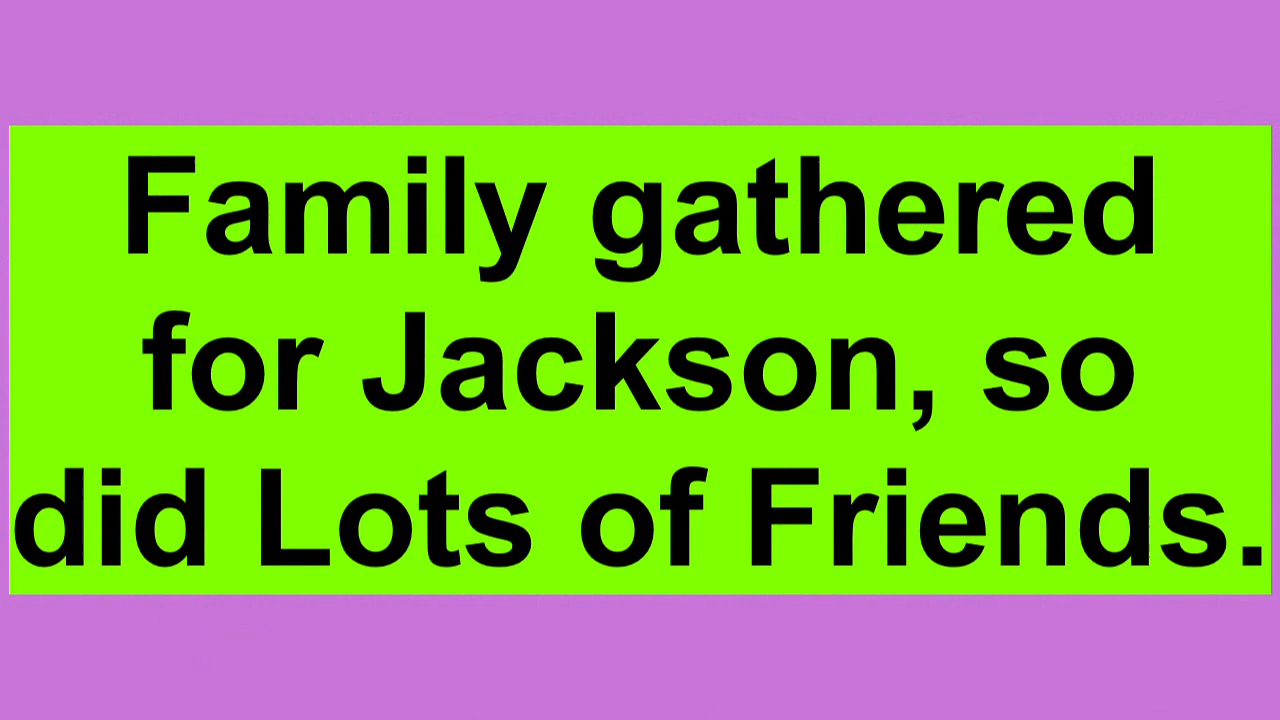 Family gathered
for Jackson, so
did Lots of Friends.